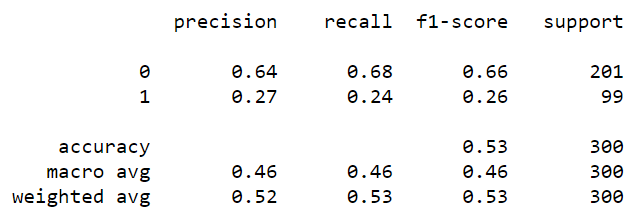 precision recall f1-score support
0 0.64 0.68 0.66 201
1 0.27 0.24 0.26 99
accuracy 0.53 300
macro avg 0.46 0.46 0.46 300
weighted avg 0.52 0.53 0.53 300